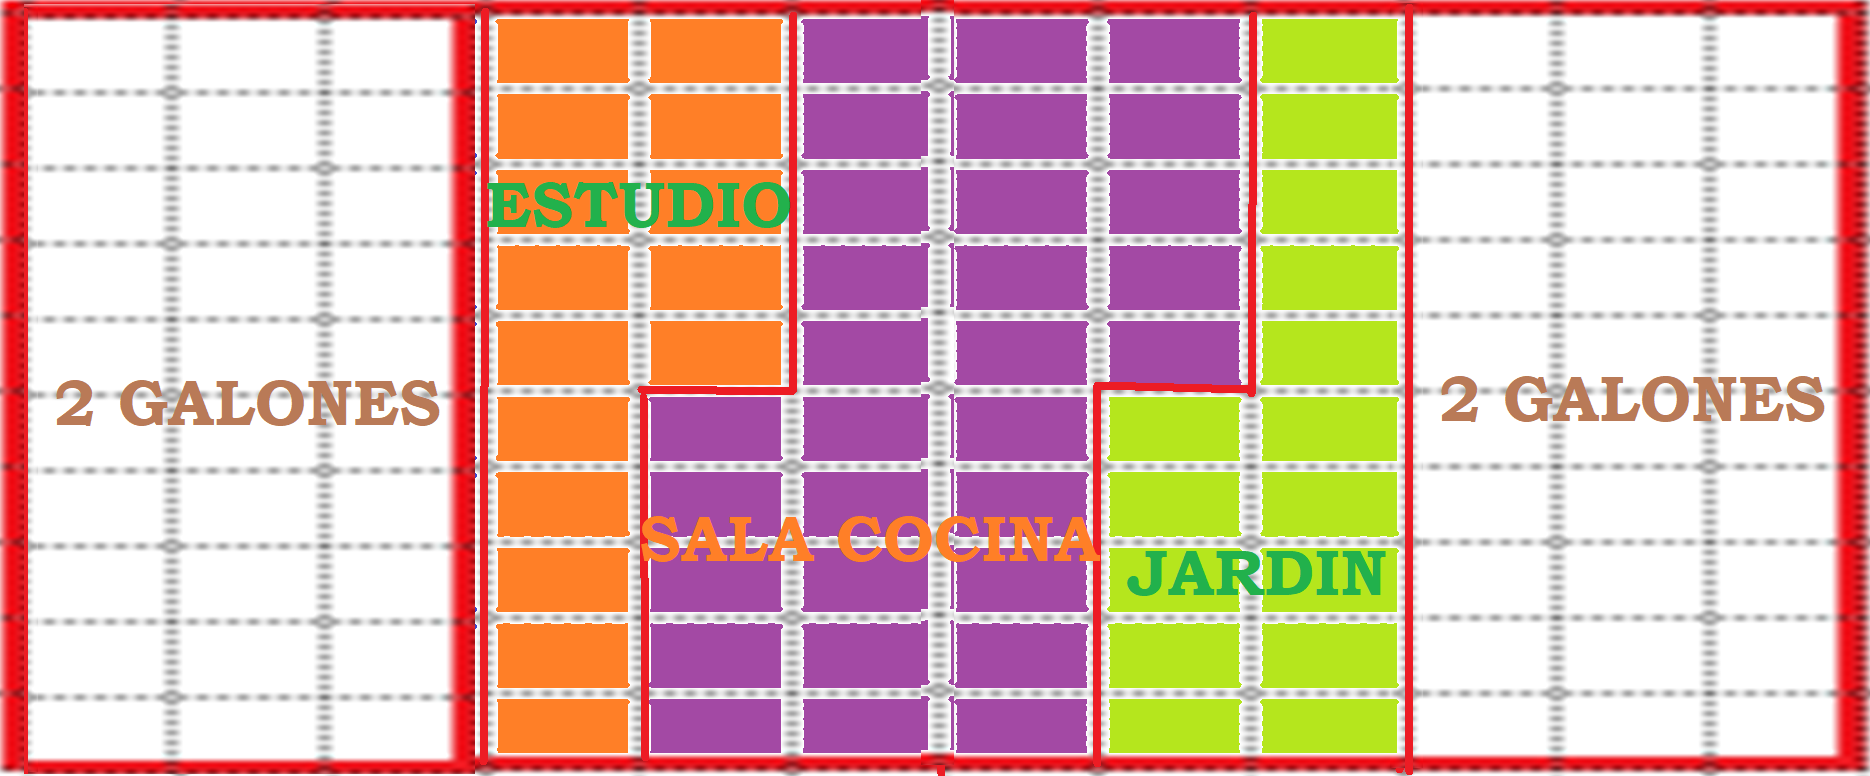 ESTUDIO
2 GALONES
2 GALONES
SALA COCINA
JARDIN